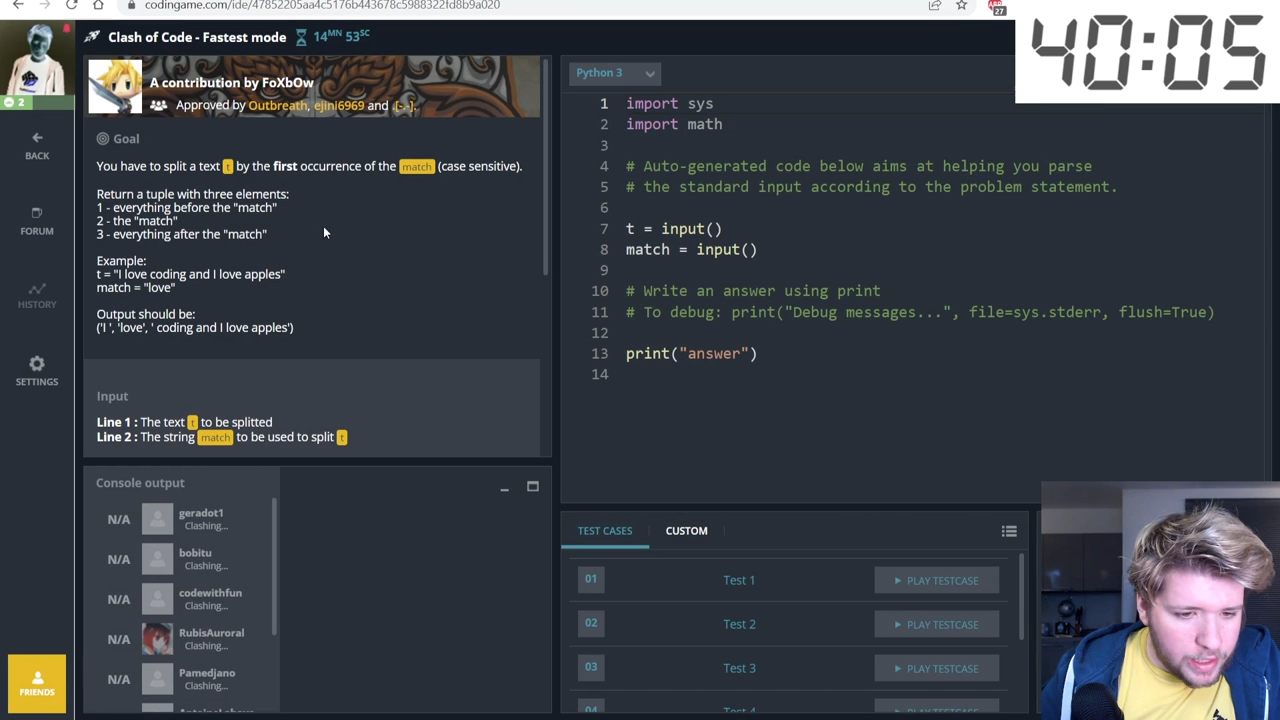 codingame.com/ide/47852205aa4c5176b443678c5988322fd8b9a020
27
40:05
Clash of Code - Fastest mode
14MN 53SC
2
BACK
FORUM
HISTORY
SETTINGS
FRIENDS
A contribution by FoXbOw
Approved by Outbreath, ejini6969 and .[-.-].
Goal
You have to split a text t by the first occurrence of the match (case sensitive).
Return a tuple with three elements:
1 - everything before the "match"
2 - the "match"
3 - everything after the "match"
Example:
t = "I love coding and I love apples"
match = "love"
Output should be:
('I ', 'love', ' coding and I love apples')
Input
Line 1 : The text t to be splitted
Line 2 : The string match to be used to split t
Console output
N/A geradot1
Clashing...
N/A bobitu
Clashing...
N/A codewithfun
Clashing...
N/A RubisAuroral
Clashing...
N/A Pamedjano
Clashing...
Python 3
1 import sys
2 import math
3
4 # Auto-generated code below aims at helping you parse
5 # the standard input according to the problem statement.
6
7 t = input()
8 match = input()
9
10 # Write an answer using print
11 # To debug: print("Debug messages...", file=sys.stderr, flush=True)
12
13 print("answer")
14
TEST CASES CUSTOM
01 Test 1 PLAY TESTCASE
02 Test 2 PLAY TESTCASE
03 Test 3 PLAY TESTCASE
04 Test 4 PLAY TESTCASE